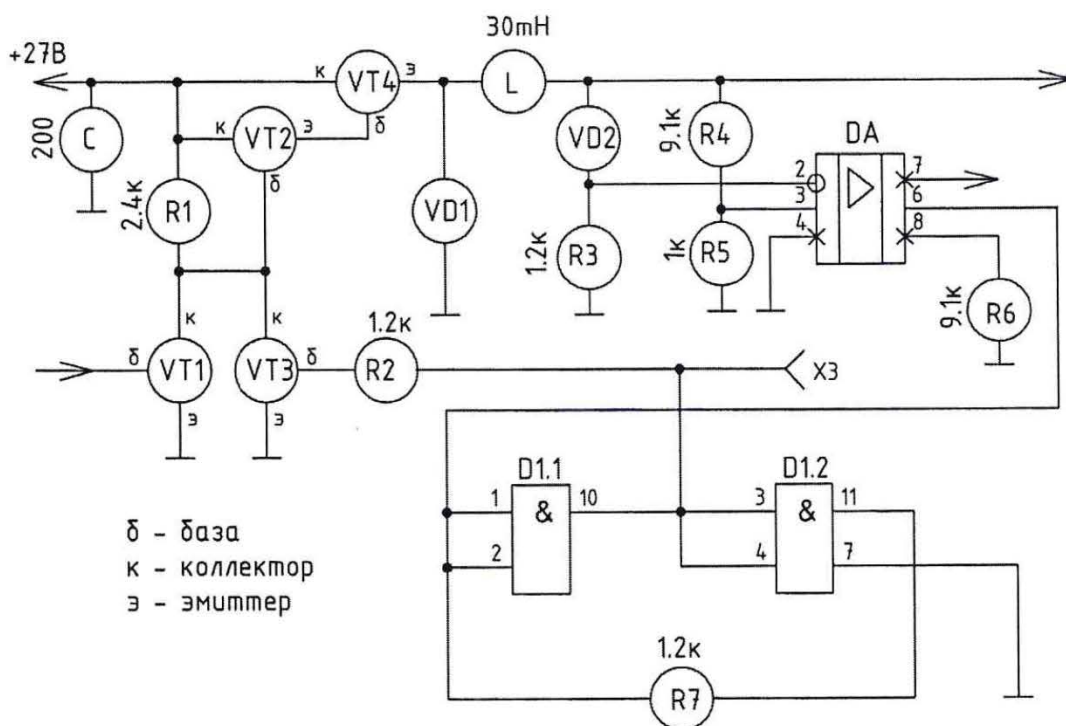 30mH
+27В
к
VT4
э
L
б
к
VT2
э
б
200
C
2.4к
R1
VD1
VD2
9.1к
R4
DA
2
3
4
7
6
8
1.2к
R3
1к
R5
9.1к
R6
к
к
1.2к
б
VT1
э
VT3
б
э
R2
X3
D1.1
D1.2
1
2
&
10
3
4
&
11
7
б - база
к - коллектор
э - эмиттер
1.2к
R7